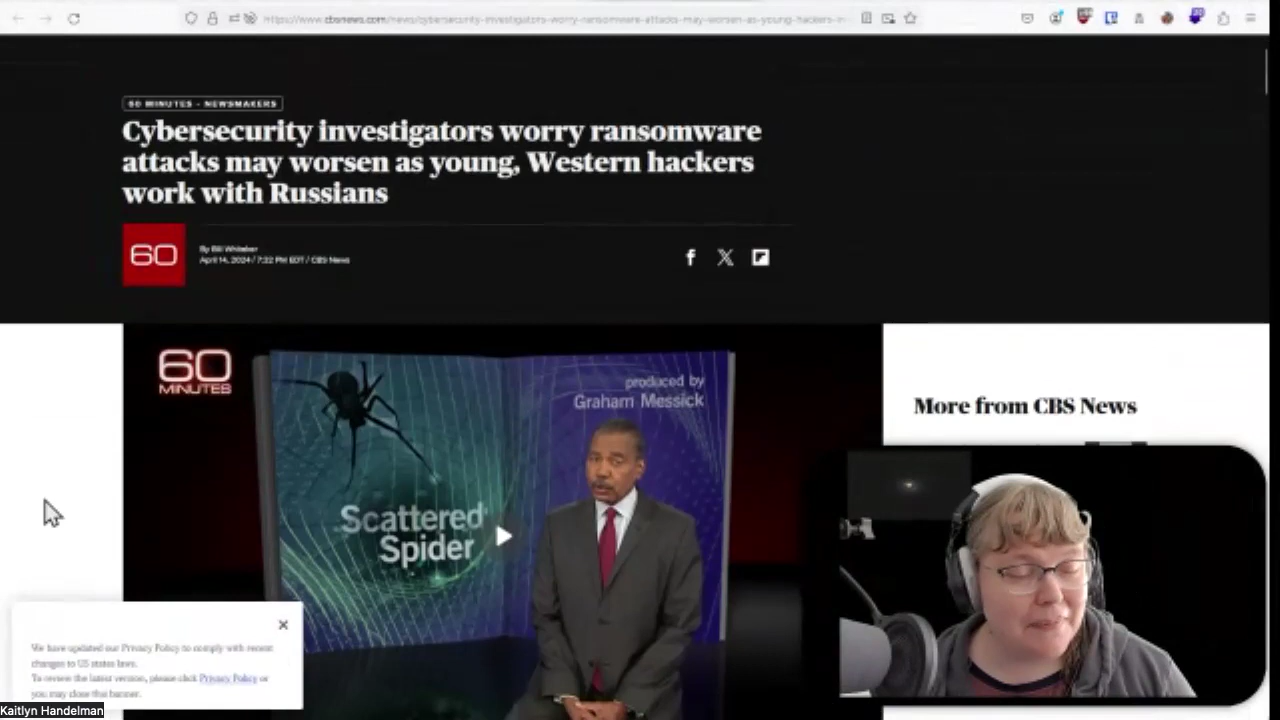 https://www.cbsnews.com/news/cybersecurity-investigators-worry-ransomware-attacks-may-worsen-as-young-hackers-in
60 MINUTES - NEWSMAKERS
Cybersecurity investigators worry ransomware
attacks may worsen as young, Western hackers
work with Russians
60
By Bill Whitaker
April 14, 2024 / 7:32 PM EDT / CBS News
60
MINUTES
produced by
Graham Messick
Scattered
Spider
More from CBS News
We have updated our Privacy Policy to comply with recent
changes to US states laws.
To review the latest version, please click Privacy Policy or
you may close this banner.
Kaitlyn Handelman